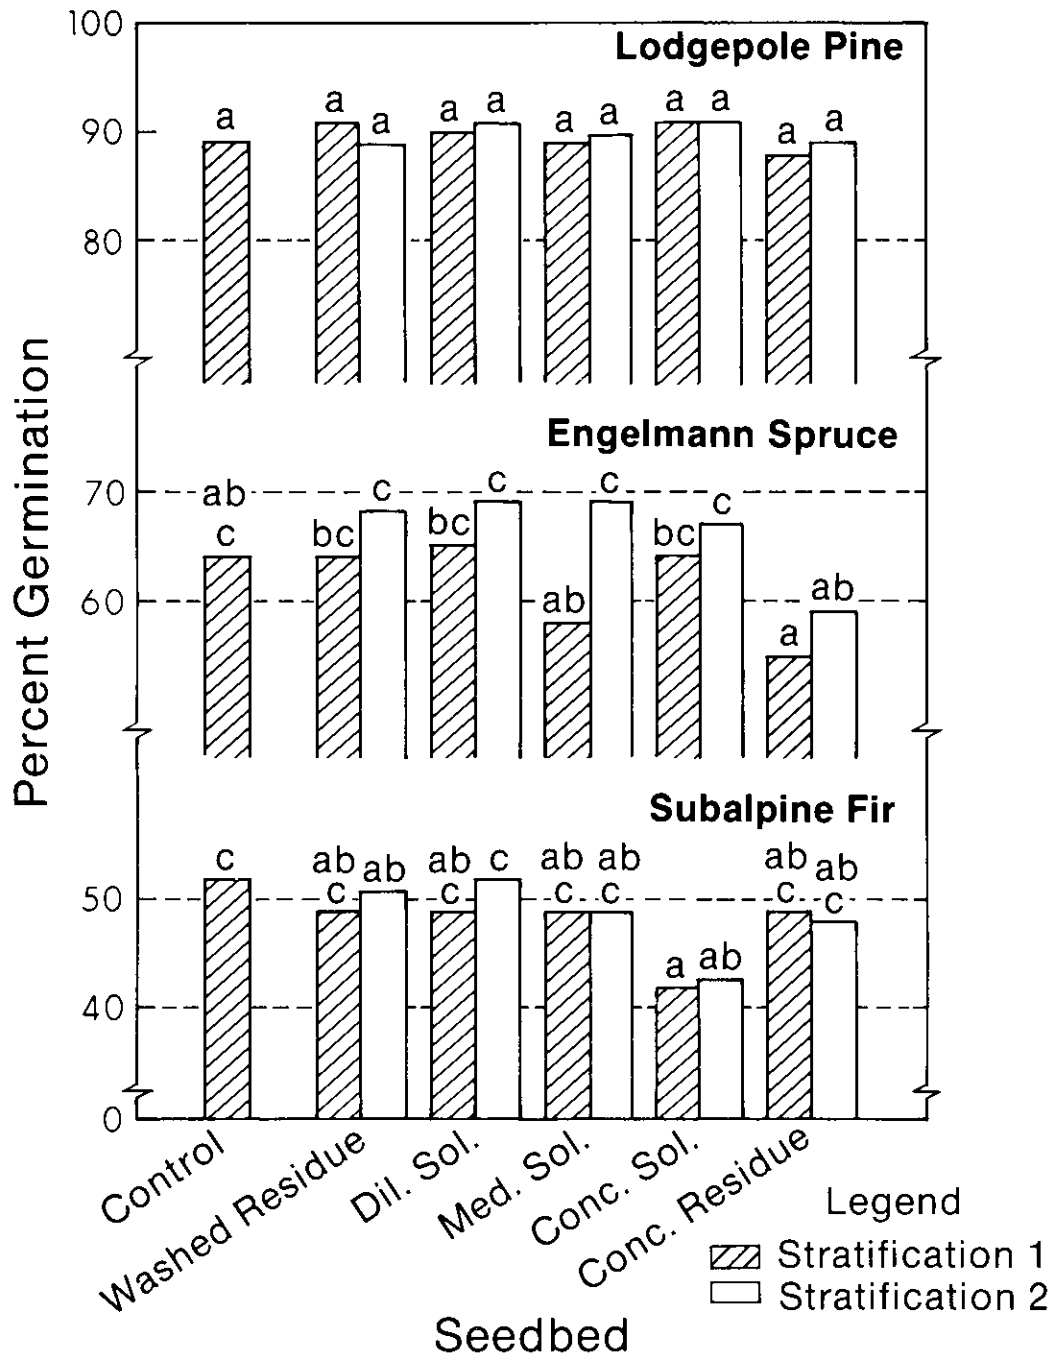 100
Lodgepole Pine
a a a a a a a a a a a
90
80
Engelmann Spruce
70
ab c c c c
c bc bc ab bc a ab
60
Percent Germination
Subalpine Fir
ab ab ab c ab ab ab ab
c c c c c a ab c c
50
40
0
Control
Washed Residue
Dil. Sol.
Med. Sol.
Conc. Sol.
Conc. Residue
Legend
Stratification 1
Stratification 2
Seedbed